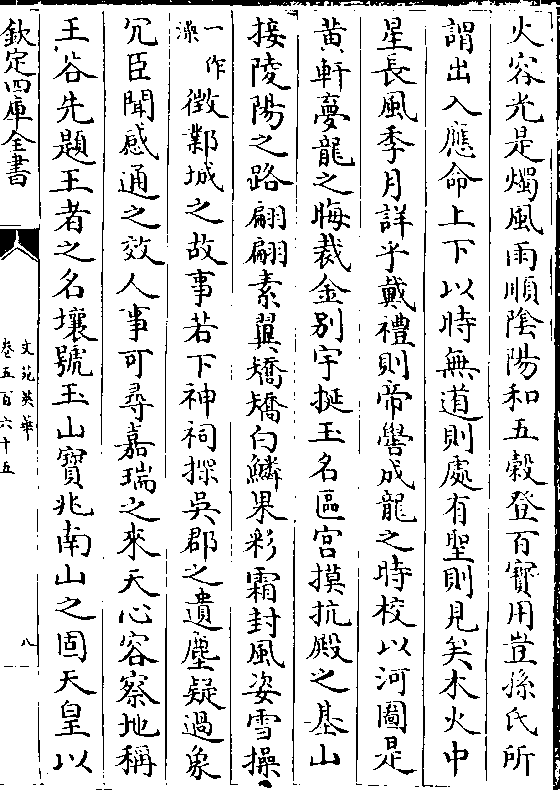 火容光是燭風雨順陰陽和五穀登百寳用豈孫氏所
謂出入應命上下以時無道則處有聖則見矣木火中
星長風季月詳乎戴禮則帝嚳成龍之時校以河圖是
黄軒夢龍之晦裁金别宇挻玉名區宫摸抗殿之基山
接陵陽之路翩翩素翼矯矯白鱗果彩霜封風姿雪操
一作澡徴鄴城之故事若下神祠探吳郡之遺塵疑過象
冗臣聞感通之效人事可尋嘉瑞之來天心容察地稱
王谷先題王者之名壤號玉山寳兆南山之固天皇以
欽定四庫全書
文苑英華
卷五百六十五
八